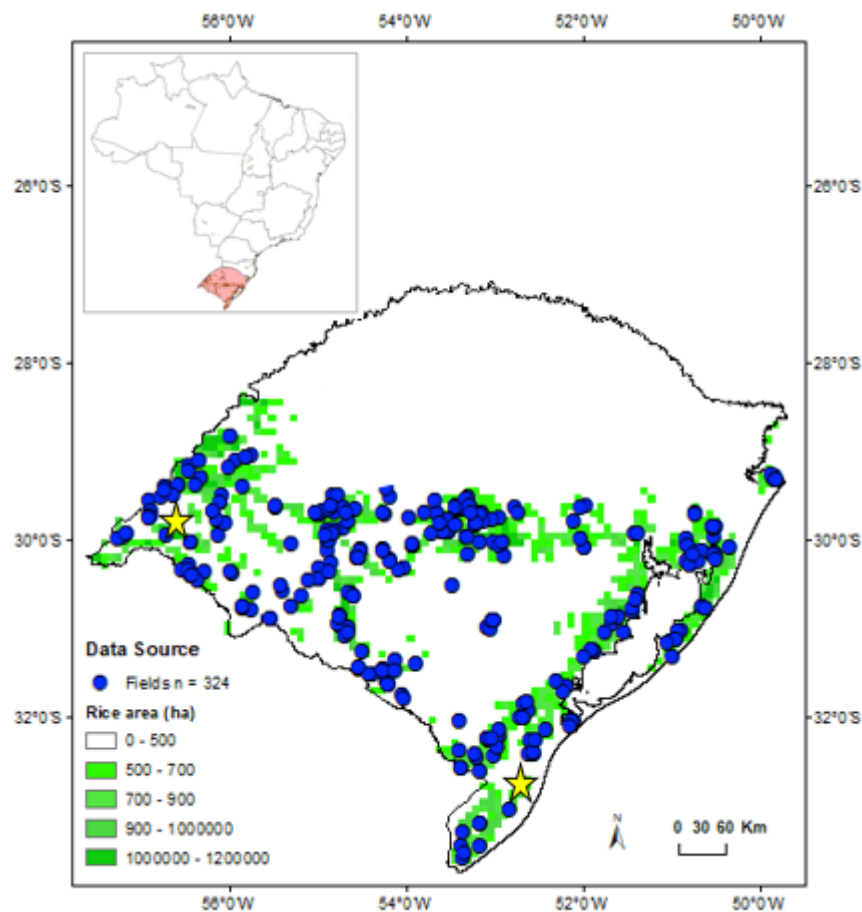 56°0'W 54°0'W 52°0'W 50°0'W
26°0'S 26°0'S
28°0'S 28°0'S
30°0'S 30°0'S
32°0'S 32°0'S
Data Source
Fields n = 324
Rice area (ha)
0 - 500
500 - 700
700 - 900
900 - 1000000
1000000 - 1200000
N
0 30 60 Km
56°0'W 54°0'W 52°0'W 50°0'W